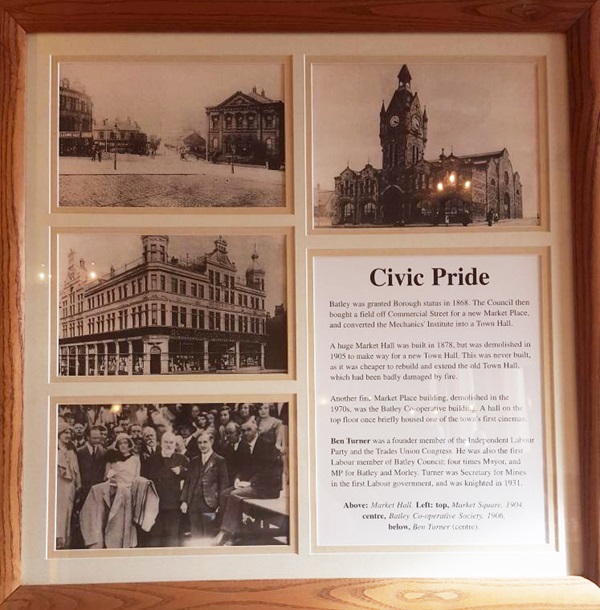 Civic Pride
Batley was granted Borough status in 1868. The Council then
bought a field off Commercial Street for a new Market Place,
and converted the Mechanics' Institute into a Town Hall.
A huge Market Hall was built in 1878, but was demolished in
1905 to make way for a new Town Hall. This was never built,
as it was cheaper to rebuild and extend the old Town Hall,
which had been badly damaged by fire.
Another fine Market Place building, demolished in the
1970s, was the Batley Co-operative building. A hall on the
top floor once briefly housed one of the town's first cinemas.
Ben Turner was a founder member of the Independent Labour
Party and the Trades Union Congress. He was also the first
Labour member of Batley Council; four times Mayor, and
MP for Batley and Morley. Turner was Secretary for Mines
in the first Labour government, and was knighted in 1931.
Above: Market Hall Left: top, Market Square, 1904
centre, Batley Co-operative Society, 1906,
below, Ben Turner (centre).